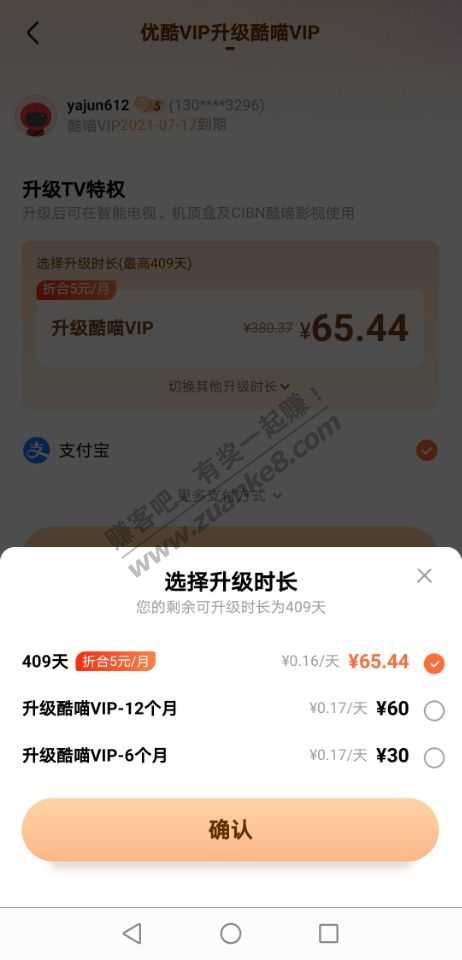 优酷VIP升级酷喵VIP
yajun612 5 (130****3296)
酷喵VIP2021-07-17到期
升级TV特权
升级后可在智能电视、机顶盒及CIBN酷喵影视使用
选择升级时长(最高409天)
折合5元/月
升级酷喵VIP ¥380.37 ¥65.44
切换其他升级时长
支 支付宝
更多支付方式
赚客吧，有奖一起赚！
www.zuanke8.com
选择升级时长
您的剩余可升级时长为409天
409天 折合5元/月 ¥0.16/天 ¥65.44
升级酷喵VIP-12个月 ¥0.17/天 ¥60
升级酷喵VIP-6个月 ¥0.17/天 ¥30
确认